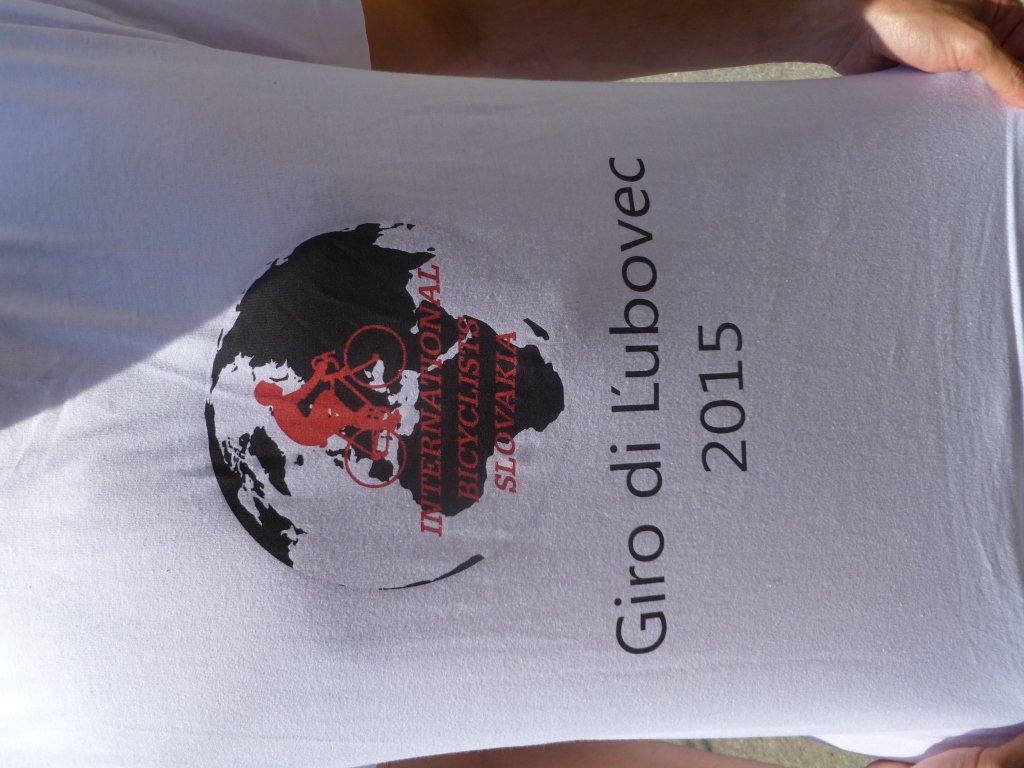 INTERNATIONAL
BICYCLISTS
SLOVAKIA
Giro di Ľubovec
2015